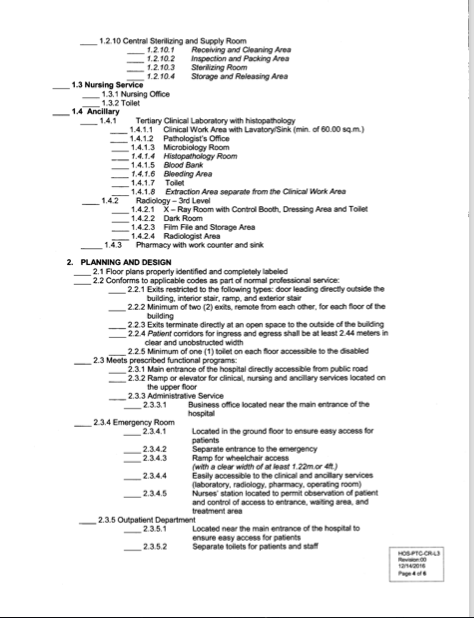 ____ 1.2.10 Central Sterilizing and Supply Room
____ 1.2.10.1 Receiving and Cleaning Area
____ 1.2.10.2 Inspection and Packing Area
____ 1.2.10.3 Sterilizing Room
____ 1.2.10.4 Storage and Releasing Area
____ 1.3 Nursing Service
____ 1.3.1 Nursing Office
____ 1.3.2 Toilet
____ 1.4 Ancillary
____ 1.4.1 Tertiary Clinical Laboratory with histopathology
____ 1.4.1.1 Clinical Work Area with Lavatory/Sink (min. of 60.00 sq.m.)
____ 1.4.1.2 Pathologist's Office
____ 1.4.1.3 Microbiology Room
____ 1.4.1.4 Histopathology Room
____ 1.4.1.5 Blood Bank
____ 1.4.1.6 Bleeding Area
____ 1.4.1.7 Toilet
____ 1.4.1.8 Extraction Area separate from the Clinical Work Area
____ 1.4.2 Radiology – 3rd Level
____ 1.4.2.1 X – Ray Room with Control Booth, Dressing Area and Toilet
____ 1.4.2.2 Dark Room
____ 1.4.2.3 Film File and Storage Area
____ 1.4.2.4 Radiologist Area
____ 1.4.3 Pharmacy with work counter and sink
2. PLANNING AND DESIGN
____ 2.1 Floor plans properly identified and completely labeled
____ 2.2 Conforms to applicable codes as part of normal professional service:
____ 2.2.1 Exits restricted to the following types: door leading directly outside the
building, interior stair, ramp, and exterior stair
____ 2.2.2 Minimum of two (2) exits, remote from each other, for each floor of the
building
____ 2.2.3 Exits terminate directly at an open space to the outside of the building
____ 2.2.4 Patient corridors for ingress and egress shall be at least 2.44 meters in
clear and unobstructed width
____ 2.2.5 Minimum of one (1) toilet on each floor accessible to the disabled
____ 2.3 Meets prescribed functional programs:
____ 2.3.1 Main entrance of the hospital directly accessible from public road
____ 2.3.2 Ramp or elevator for clinical, nursing and ancillary services located on
the upper floor
____ 2.3.3 Administrative Service
____ 2.3.3.1 Business office located near the main entrance of the
hospital
____ 2.3.4 Emergency Room
____ 2.3.4.1 Located in the ground floor to ensure easy access for
patients
____ 2.3.4.2 Separate entrance to the emergency
____ 2.3.4.3 Ramp for wheelchair access
(with a clear width of at least 1.22m.or 4ft.)
____ 2.3.4.4 Easily accessible to the clinical and ancillary services
(laboratory, radiology, pharmacy, operating room)
____ 2.3.4.5 Nurses' station located to permit observation of patient
and control of access to entrance, waiting area, and
treatment area
____ 2.3.5 Outpatient Department
____ 2.3.5.1 Located near the main entrance of the hospital to
ensure easy access for patients
____ 2.3.5.2 Separate toilets for patients and staff
HOS-PTC-CR-L3
Revision:00
12/14/2016
Page 4 of 6